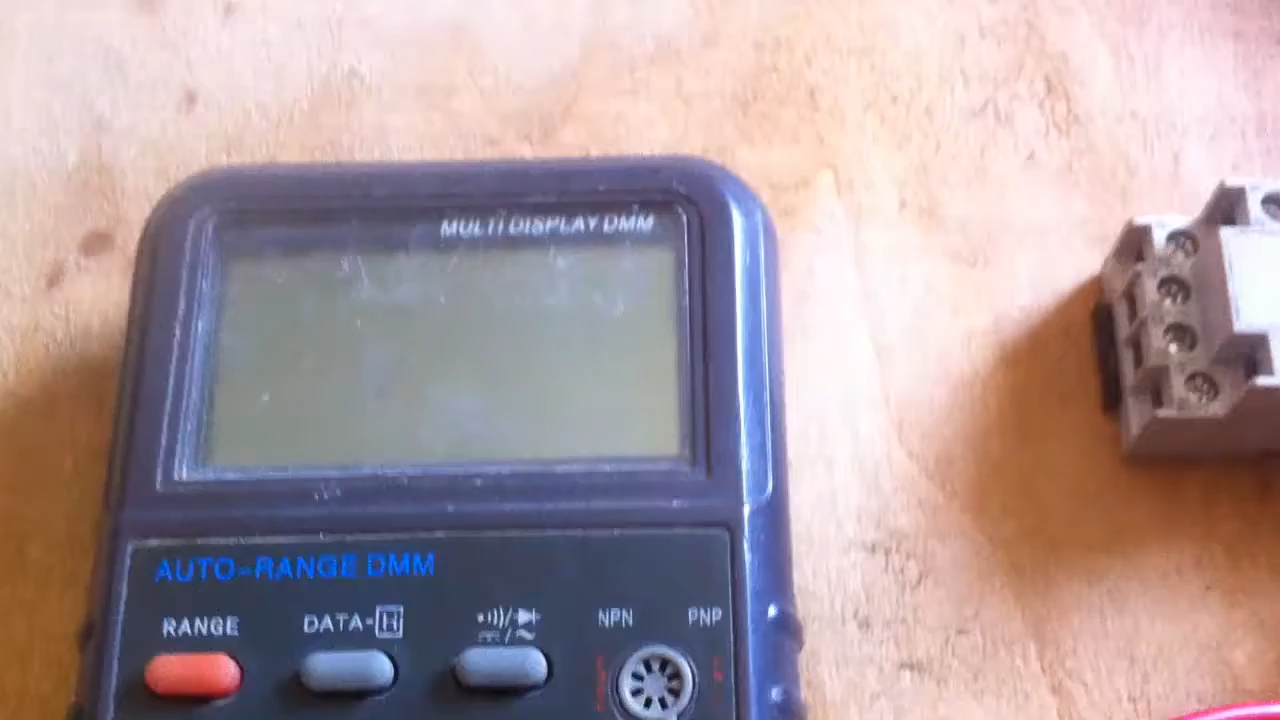 MULTI DISPLAY DMM
AUTO-RANGE DMM
RANGE DATA-H NPN PNP